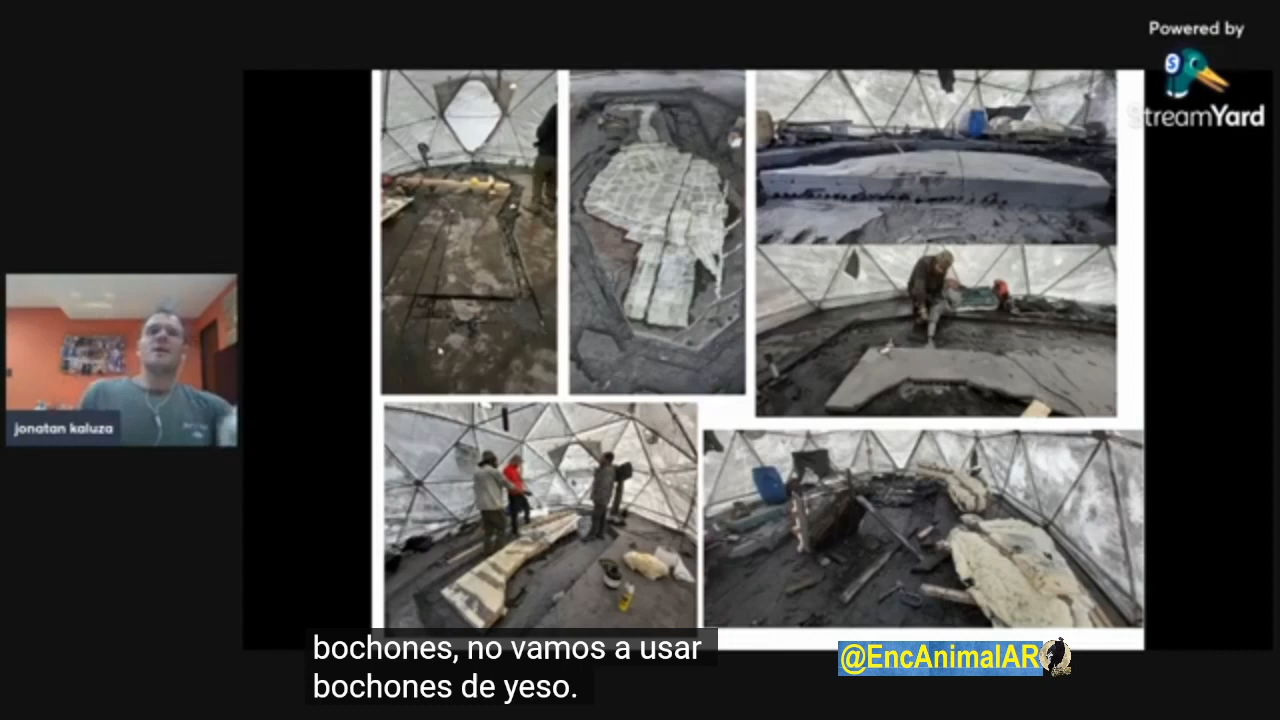 Powered by
StreamYard
jonatan kaluza
bochones, no vamos a usar
bochones de yeso.
@EncAnimalAR